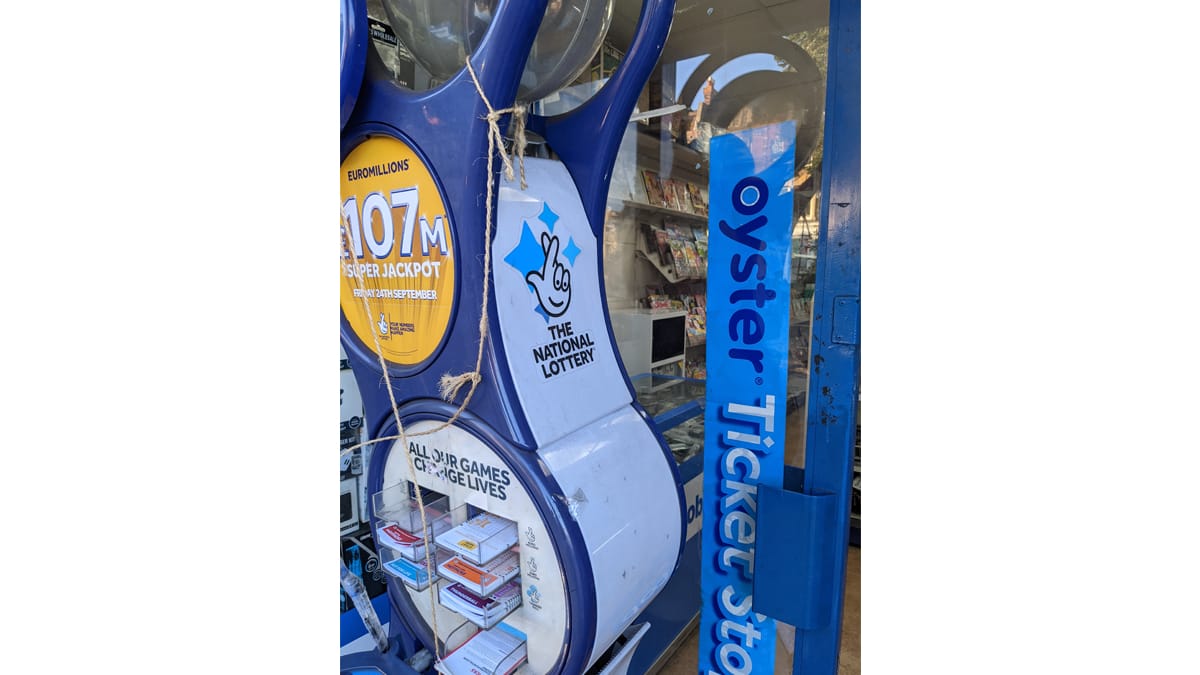 EUROMILLIONS
£107M
SUPER JACKPOT
FRIDAY 24TH SEPTEMBER
THE
NATIONAL
LOTTERY
ALL OUR GAMES
CHANGE LIVES
oyster
Ticket Sto